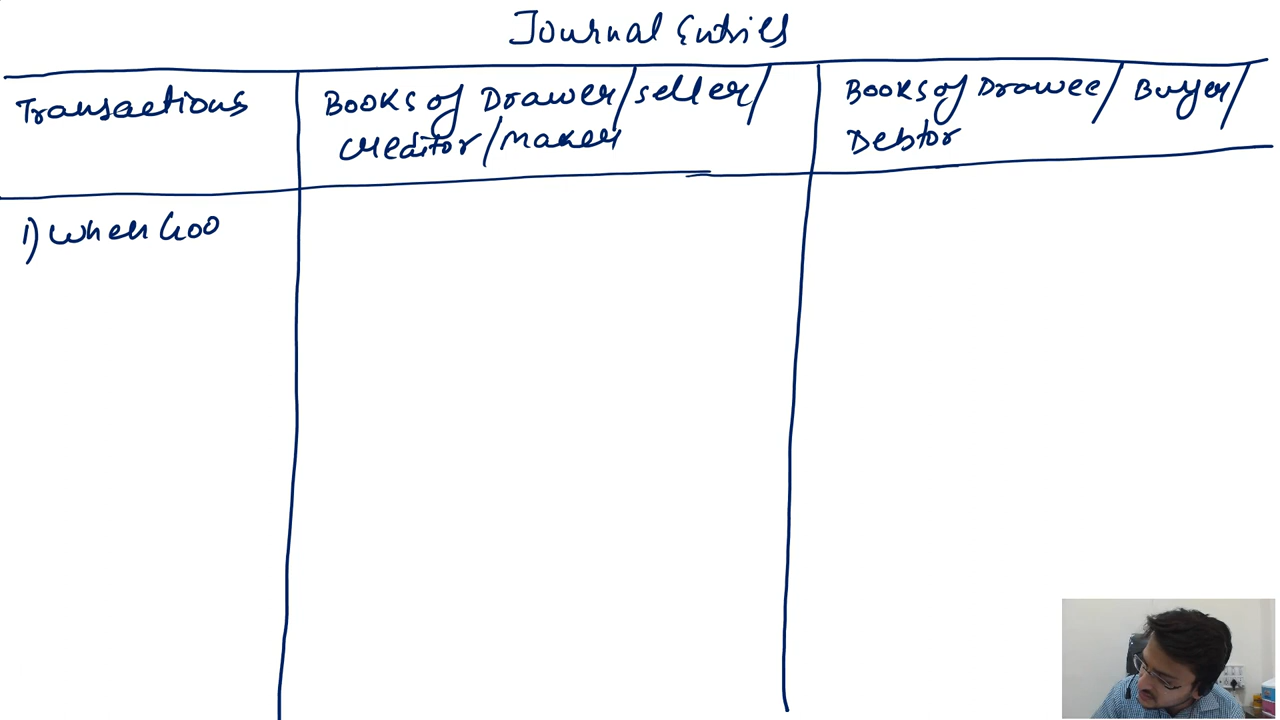 Journal Entries
Transactions
Books of Drawer/seller/
Creditor/Maker
Books of Drawee/ Buyer/
Debtor
1) When Goo